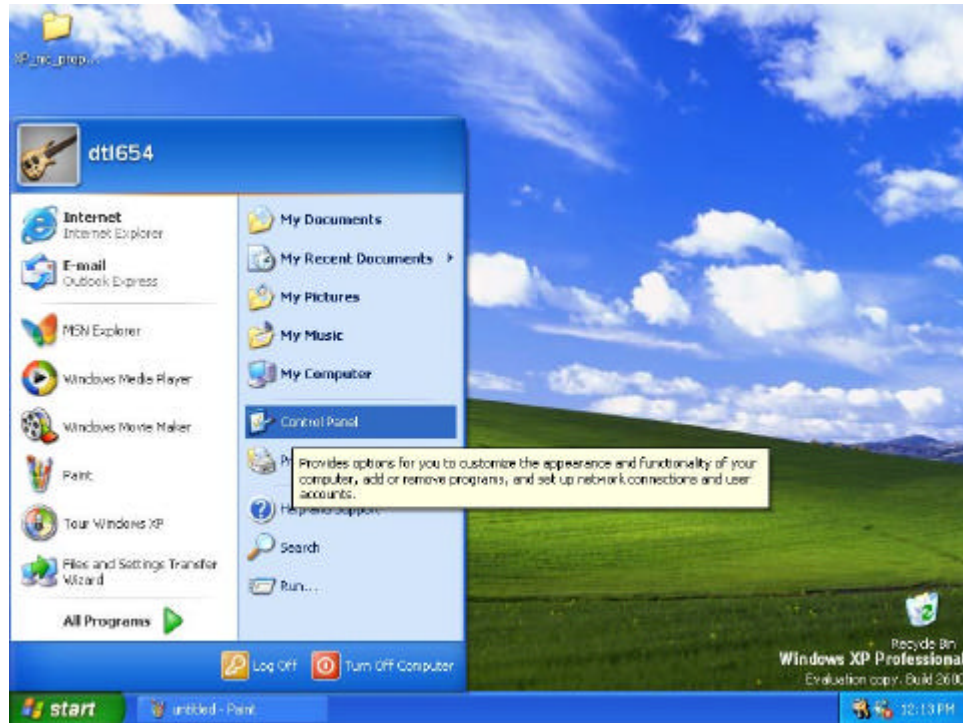 dtl654
Internet
Internet Explorer
E-mail
Outlook Express
MSN Explorer
Windows Media Player
Windows Movie Maker
Paint
Tour Windows XP
Files and Settings Transfer
Wizard
All Programs
My Documents
My Recent Documents
My Pictures
My Music
My Computer
Control Panel
Provides options for you to customize the appearance and functionality of your
computer, add or remove programs, and set up network connections and user
accounts.
Help and Support
Search
Run...
Log Off
Turn Off Computer
Recycle Bin
Windows XP Professional
Evaluation copy. Build 2600
start
untitled - Paint
12:13 PM